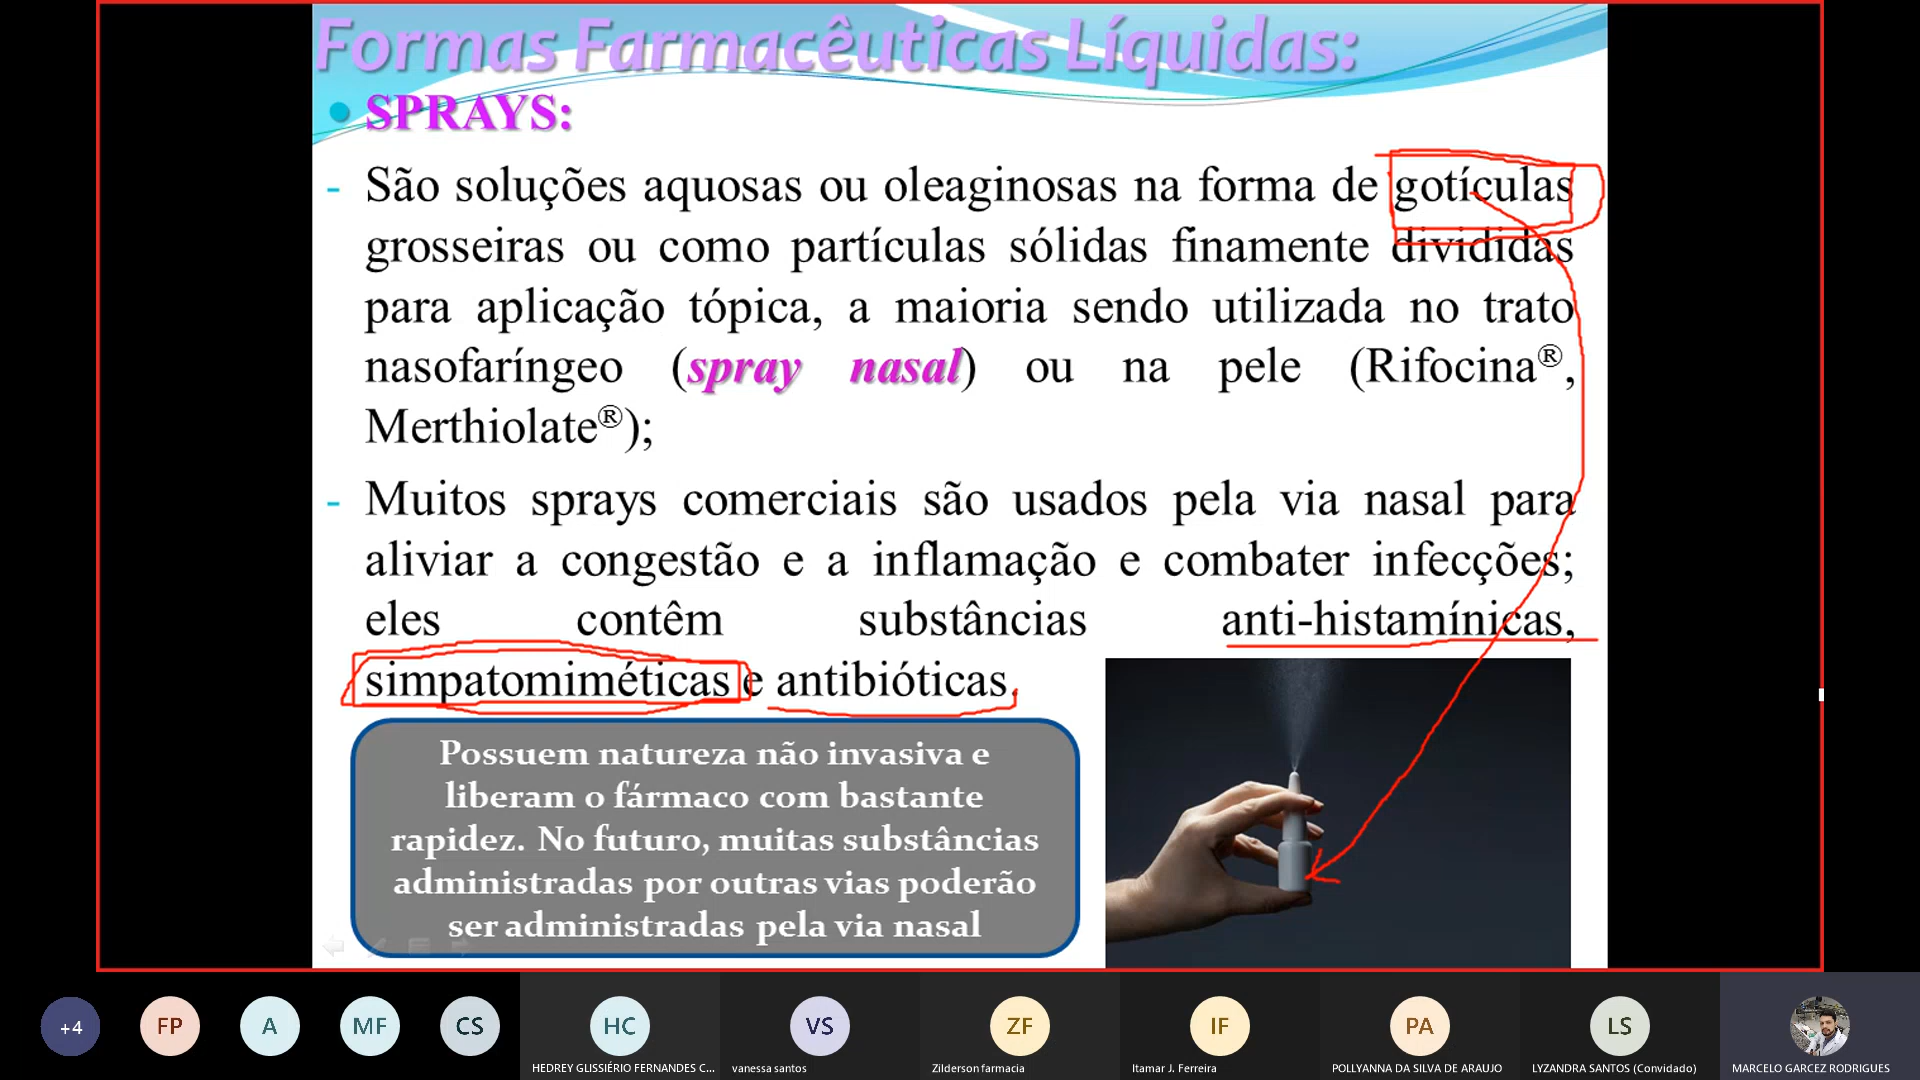 Formas Farmacêuticas Líquidas:
• SPRAYS:
- São soluções aquosas ou oleaginosas na forma de gotículas
grosseiras ou como partículas sólidas finamente divididas
para aplicação tópica, a maioria sendo utilizada no trato
nasofaríngeo (spray nasal) ou na pele (Rifocina®,
Merthiolate®);
- Muitos sprays comerciais são usados pela via nasal para
aliviar a congestão e a inflamação e combater infecções;
eles contêm substâncias anti-histamínicas,
simpatomiméticas e antibióticas.
Possuem natureza não invasiva e
liberam o fármaco com bastante
rapidez. No futuro, muitas substâncias
administradas por outras vias poderão
ser administradas pela via nasal
+4 FP A MF CS HC VS ZF IF PA LS
HEDREY GLISSIÉRIO FERNANDES C... vanessa santos Zilderson farmacia Itamar J. Ferreira POLLYANNA DA SILVA DE ARAUJO LYZANDRA SANTOS (Convidado) MARCELO GARCEZ RODRIGUES